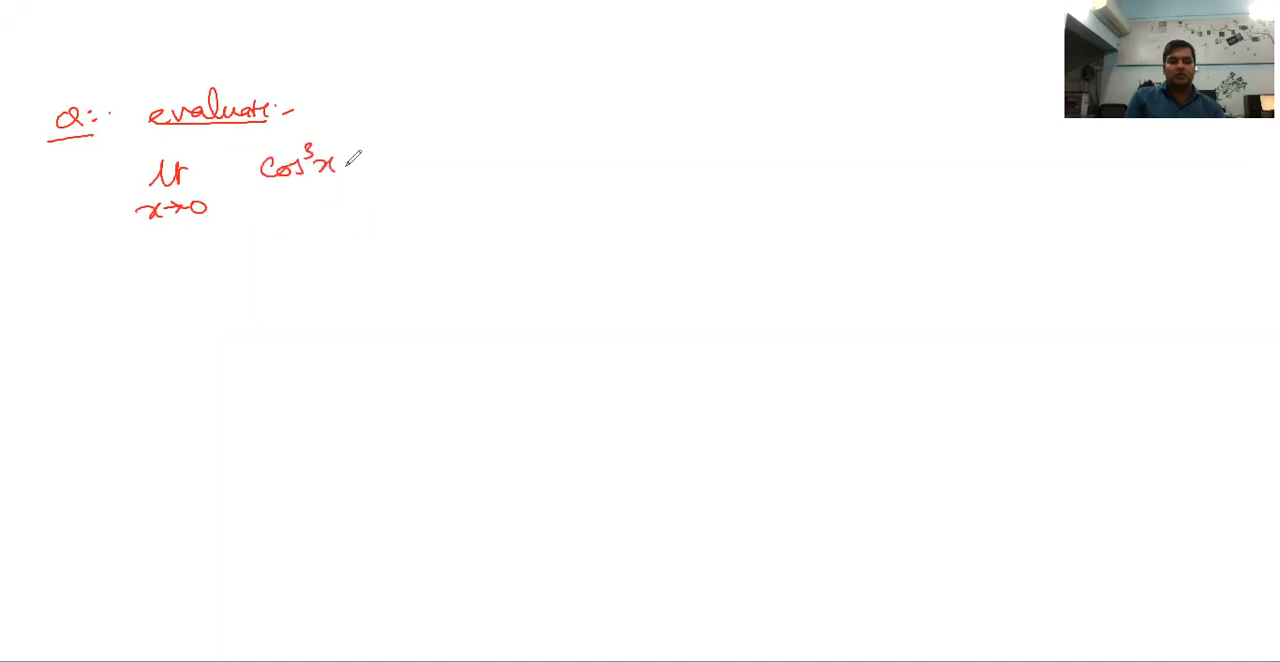 Q:. evaluate:-
lt cos³x
x→0